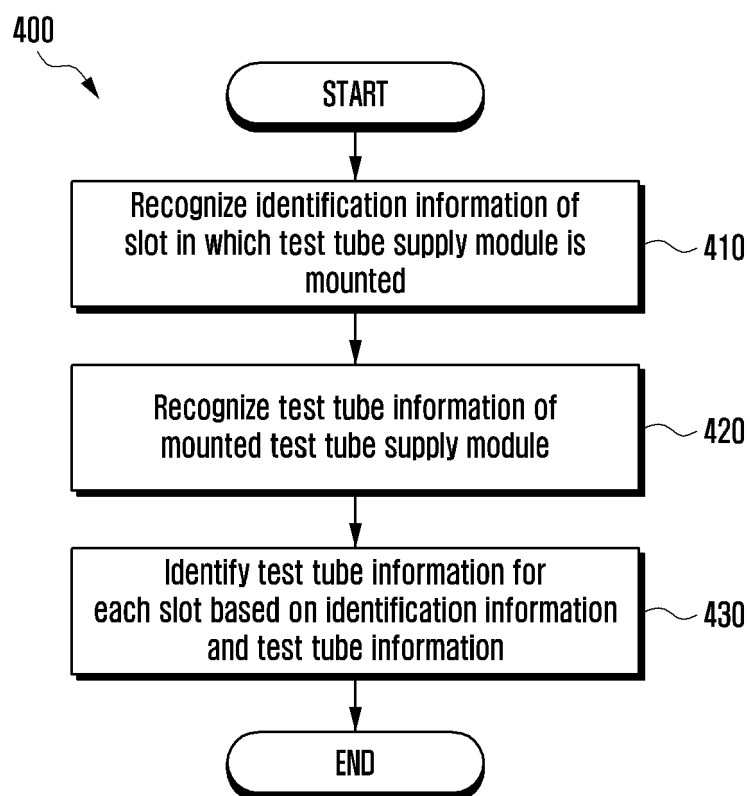 400
START
Recognize identification information of
slot in which test tube supply module is
mounted
410
Recognize test tube information of
mounted test tube supply module
420
Identify test tube information for
each slot based on identification information
and test tube information
430
END